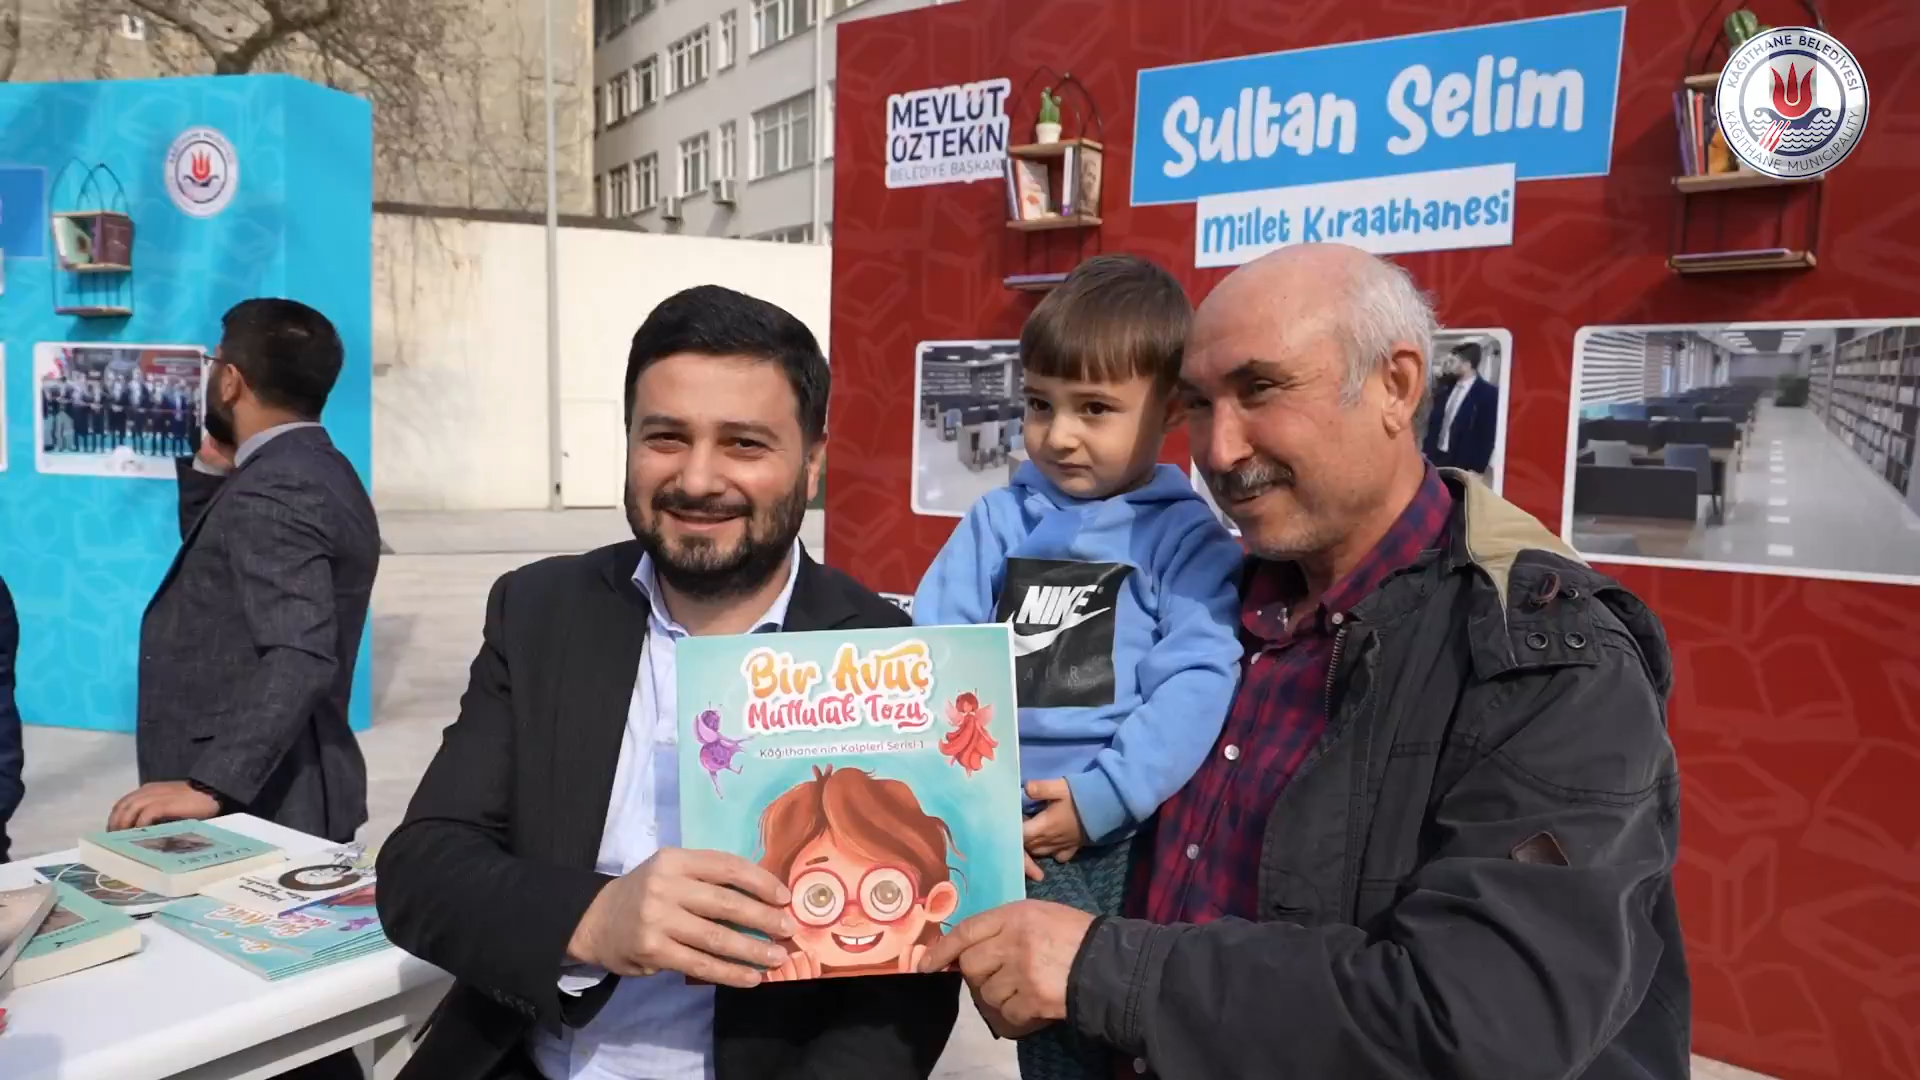 MEVLÜT
ÖZTEKİN
BELEDİYE BAŞKANI
Sultan Selim
Millet Kıraathanesi
KAĞITHANE BELEDİYESİ
KAĞITHANE MUNICIPALITY
NIKE
AIR
Bir Avuç
Mutluluk Tozu
Kâğıthane'nin Kalpleri Serisi-1